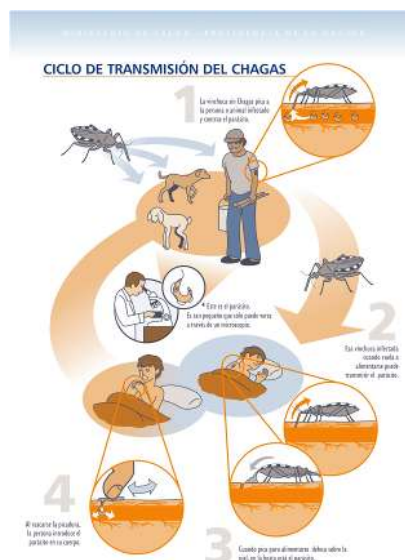 MINISTERIO DE SALUD - PRESIDENCIA DE LA NACIÓN
CICLO DE TRANSMISIÓN DEL CHAGAS
1
La vinchuca sin Chagas pica a
la persona o animal infectado
y contrae el parásito.
* Este es el parásito.
Es tan pequeño que sólo puede verse
a través de un microscopio.
2
Esa vinchuca infectada
cuando vuelve a
alimentarse puede
transmitir el parásito.
4
Al rascarse la picadura,
la persona introduce el
parásito en su cuerpo.
3
Cuando pica para alimentarse defeca sobre la
piel, en la heces está el parásito.